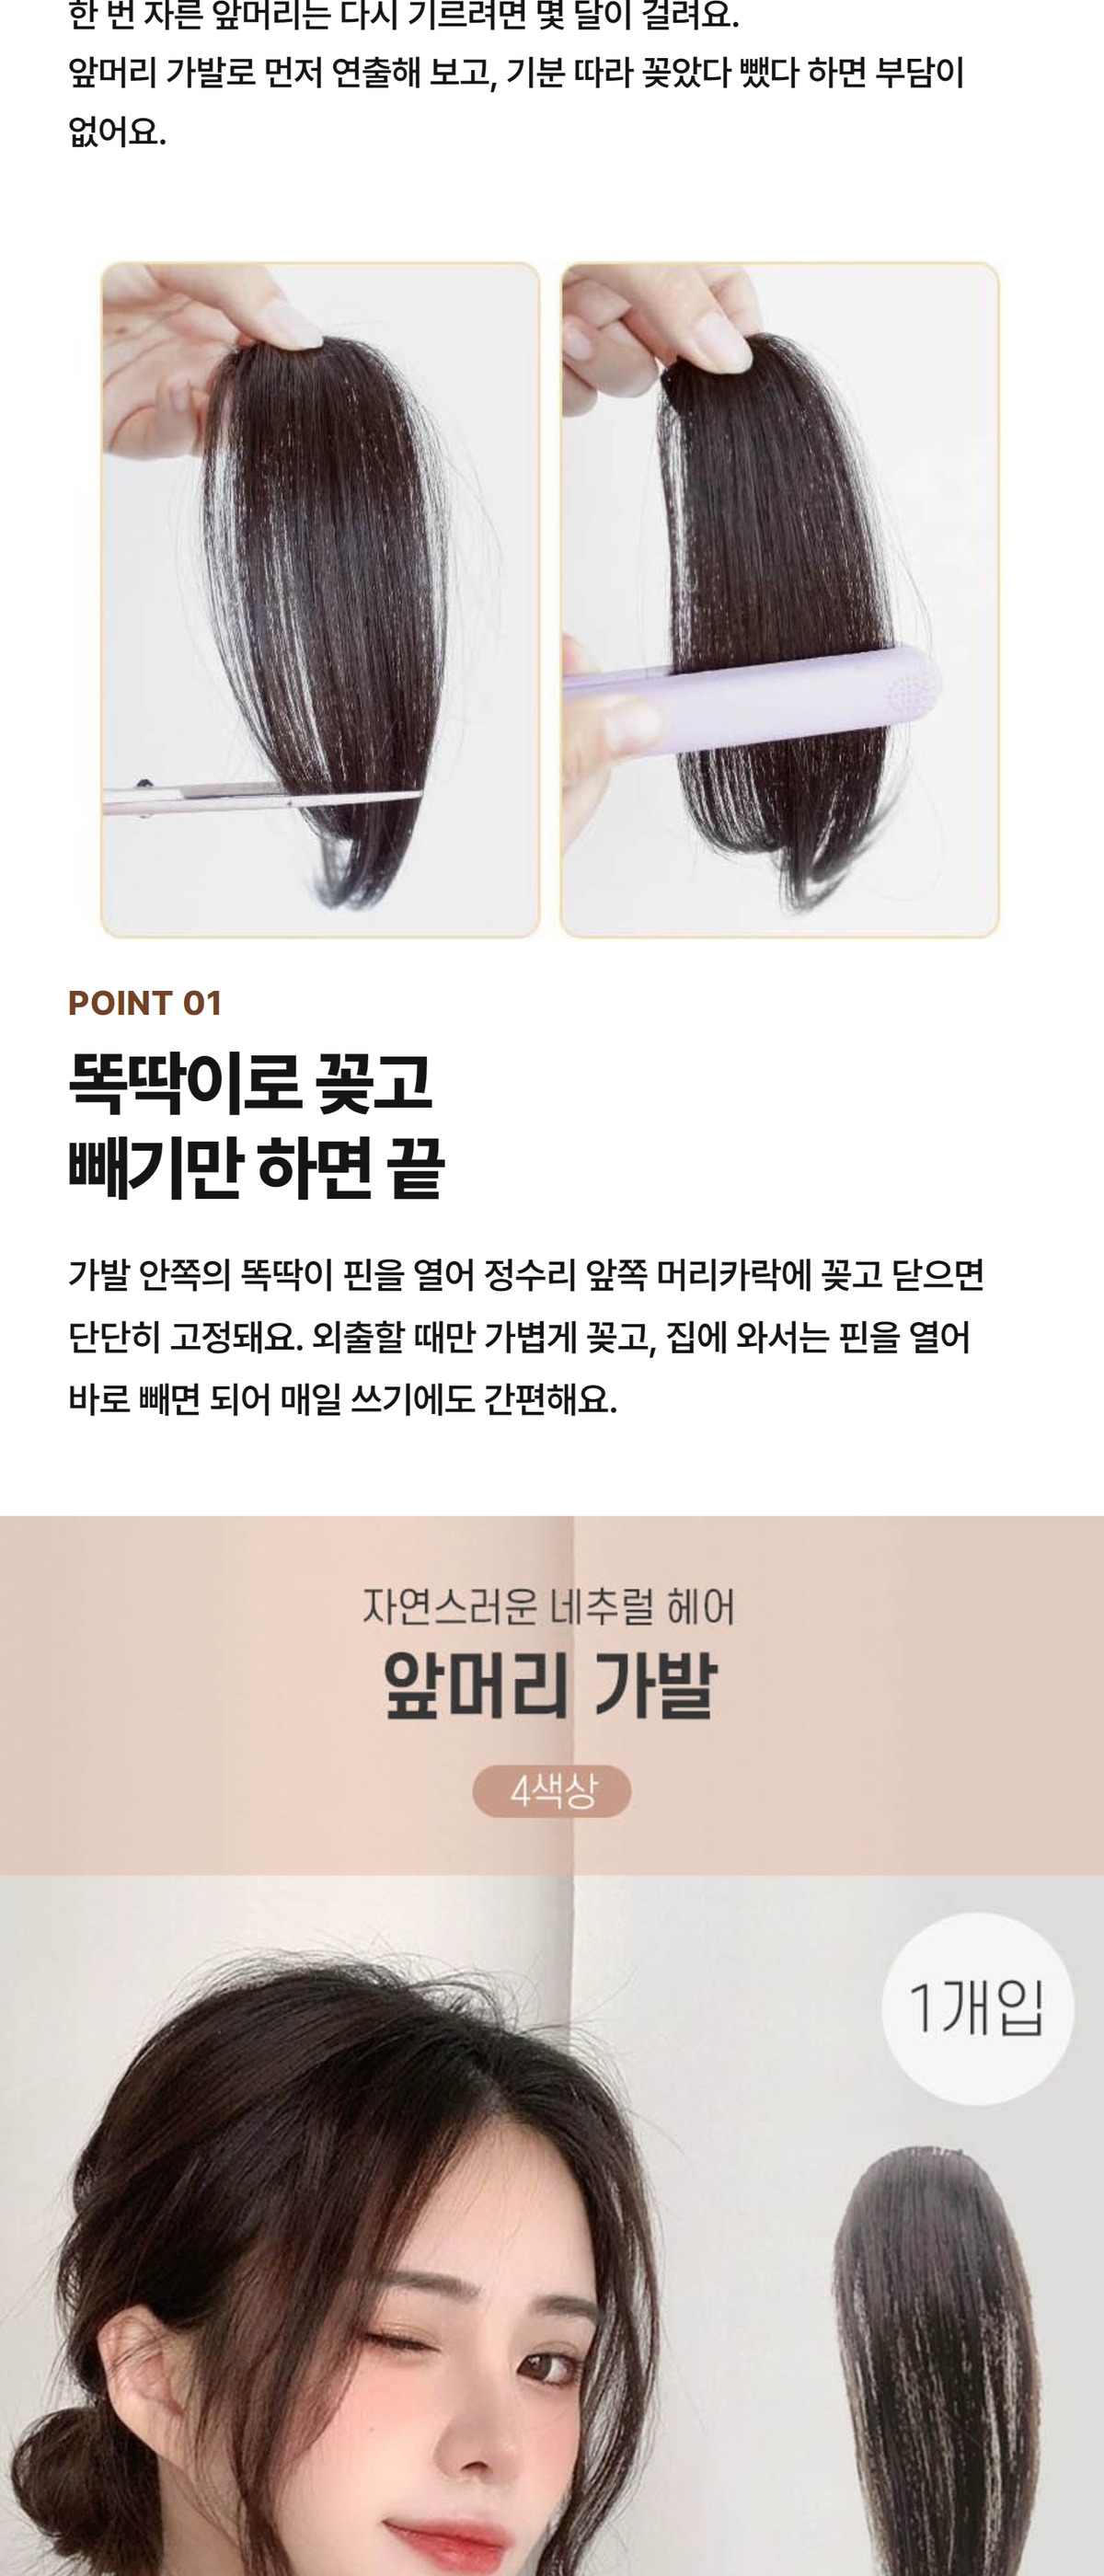 한 번 자른 앞머리는 다시 기르려면 몇 달이 걸려요.
앞머리 가발로 먼저 연출해 보고, 기분 따라 꽂았다 뺐다 하면 부담이
없어요.
POINT 01
똑딱이로 꽂고
빼기만 하면 끝
가발 안쪽의 똑딱이 핀을 열어 정수리 앞쪽 머리카락에 꽂고 닫으면
단단히 고정돼요. 외출할 때만 가볍게 꽂고, 집에 와서는 핀을 열어
바로 빼면 되어 매일 쓰기에도 간편해요.
자연스러운 네추럴 헤어
앞머리 가발
4색상
1개입